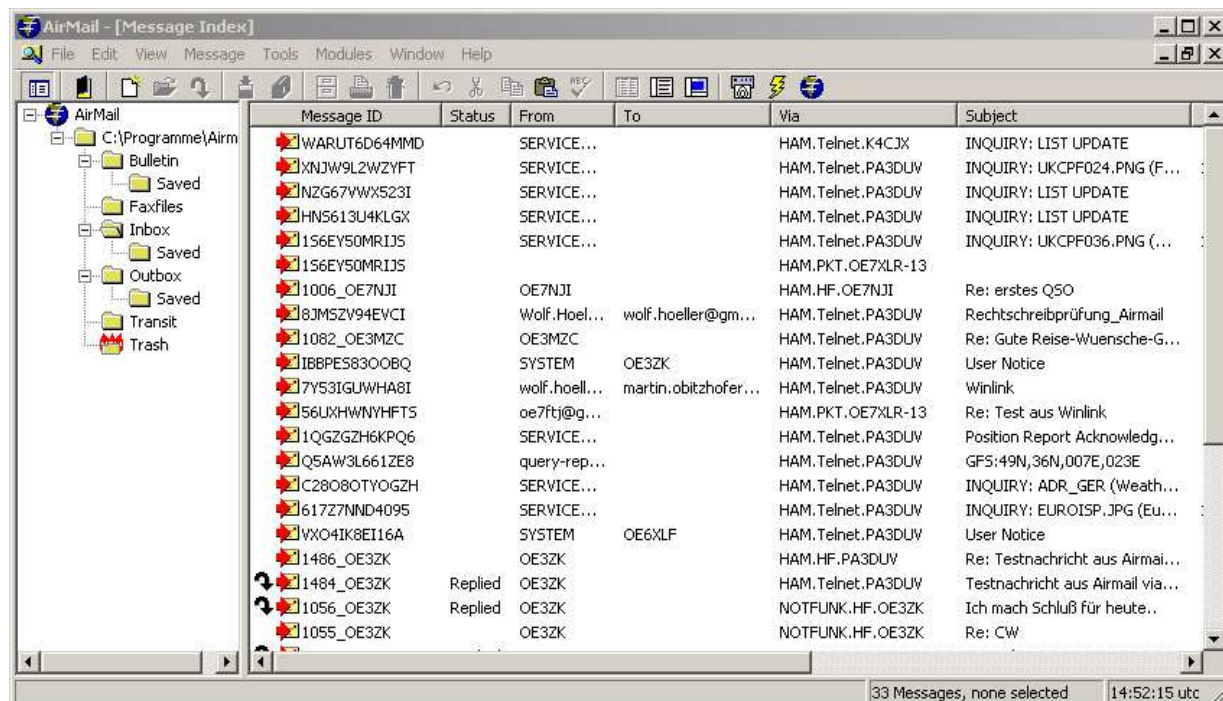 AirMail - [Message Index]
File Edit View Message Tools Modules Window Help
AirMail
C:\Programme\Airm
Bulletin
Saved
Faxfiles
Inbox
Saved
Outbox
Saved
Transit
Trash
Message ID Status From To Via Subject
WARUT6D64MMD SERVICE... HAM.Telnet.K4CJX INQUIRY: LIST UPDATE
XNJW9L2WZYFT SERVICE... HAM.Telnet.PA3DUV INQUIRY: UKCPF024.PNG (F...
NZG67VWX523I SERVICE... HAM.Telnet.PA3DUV INQUIRY: LIST UPDATE
HNS613U4KLGX SERVICE... HAM.Telnet.PA3DUV INQUIRY: LIST UPDATE
1S6EY50MRIJS SERVICE... HAM.Telnet.PA3DUV INQUIRY: UKCPF036.PNG (...
1S6EY50MRIJS HAM.PKT.OE7XLR-13
1006_OE7NJI OE7NJI HAM.HF.OE7NJI Re: erstes QSO
8JMSZV94EVCI Wolf.Hoel... wolf.hoeller@gm... HAM.Telnet.PA3DUV Rechtschreibprüfung_Airmail
1082_OE3MZC OE3MZC HAM.Telnet.PA3DUV Re: Gute Reise-Wuensche-G...
IBBPES83OOBQ SYSTEM OE3ZK HAM.Telnet.PA3DUV User Notice
7Y53IGUWHA8I wolf.hoell... martin.obitzhofer... HAM.Telnet.PA3DUV Winlink
56UXHWNYHFTS oe7ftj@g... HAM.PKT.OE7XLR-13 Re: Test aus Winlink
1QGZGZH6KPQ6 SERVICE... HAM.Telnet.PA3DUV Position Report Acknowledg...
Q5AW3L661ZE8 query-rep... HAM.Telnet.PA3DUV GFS:49N,36N,007E,023E
C28O8OTYOGZH SERVICE... HAM.Telnet.PA3DUV INQUIRY: ADR_GER (Weath...
617Z7NND4095 SERVICE... HAM.Telnet.PA3DUV INQUIRY: EUROISP.JPG (Eu...
VXO4IK8EI16A SYSTEM OE6XLF HAM.Telnet.PA3DUV User Notice
1486_OE3ZK OE3ZK HAM.HF.PA3DUV Re: Testnachricht aus Airmai...
1484_OE3ZK Replied OE3ZK HAM.Telnet.PA3DUV Testnachricht aus Airmail via...
1056_OE3ZK Replied OE3ZK NOTFUNK.HF.OE3ZK Ich mach Schluß für heute..
1055_OE3ZK OE3ZK NOTFUNK.HF.OE3ZK Re: CW
33 Messages, none selected 14:52:15 utc